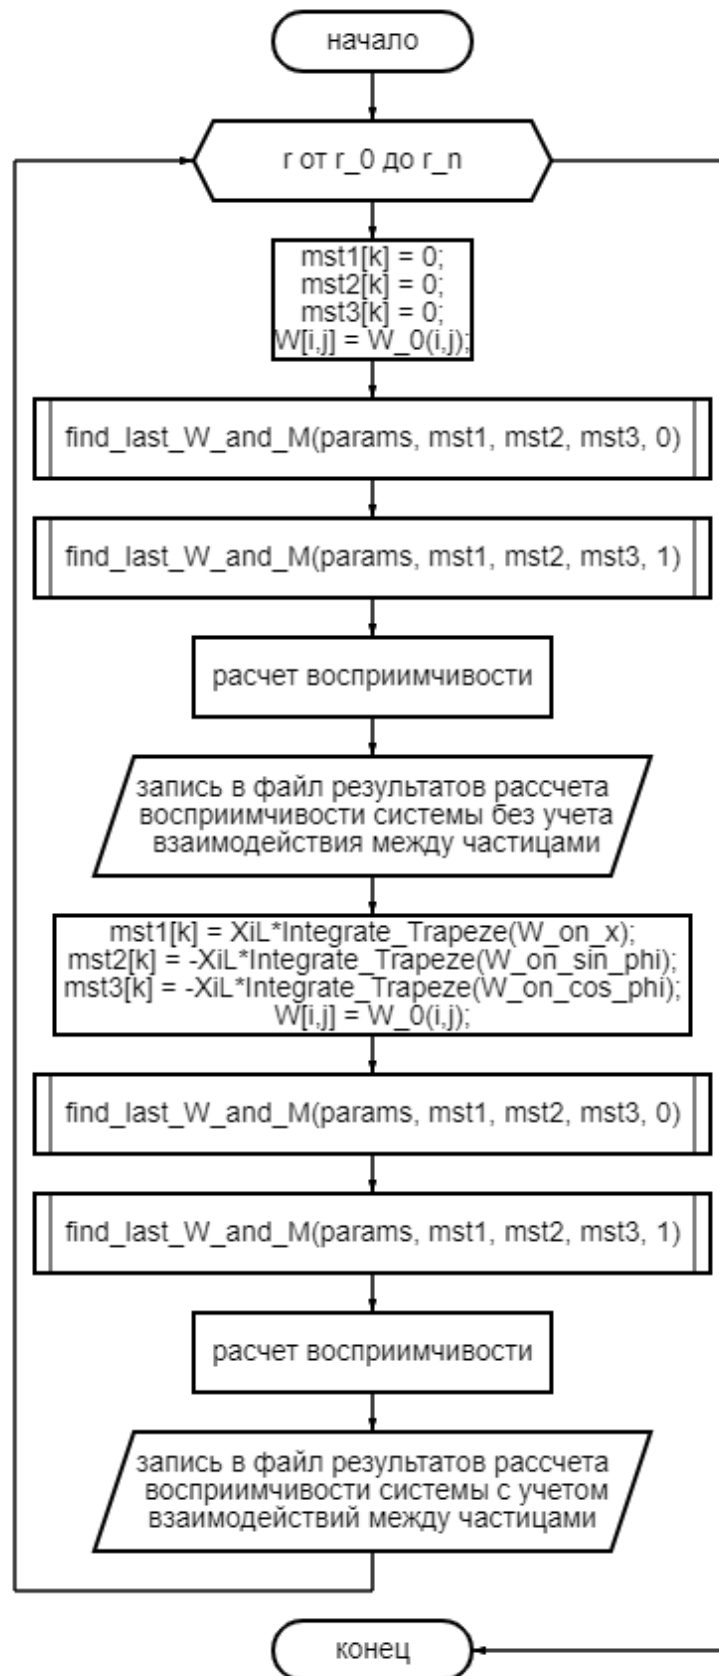 начало
r от r_0 до r_n
mst1[k] = 0;
mst2[k] = 0;
mst3[k] = 0;
W[i,j] = W_0(i,j);
find_last_W_and_M(params, mst1, mst2, mst3, 0)
find_last_W_and_M(params, mst1, mst2, mst3, 1)
расчет восприимчивости
запись в файл результатов рассчета
восприимчивости системы без учета
взаимодействия между частицами
mst1[k] = XiL*Integrate_Trapeze(W_on_x);
mst2[k] = -XiL*Integrate_Trapeze(W_on_sin_phi);
mst3[k] = -XiL*Integrate_Trapeze(W_on_cos_phi);
W[i,j] = W_0(i,j);
find_last_W_and_M(params, mst1, mst2, mst3, 0)
find_last_W_and_M(params, mst1, mst2, mst3, 1)
расчет восприимчивости
запись в файл результатов рассчета
восприимчивости системы с учетом
взаимодействий между частицами
конец